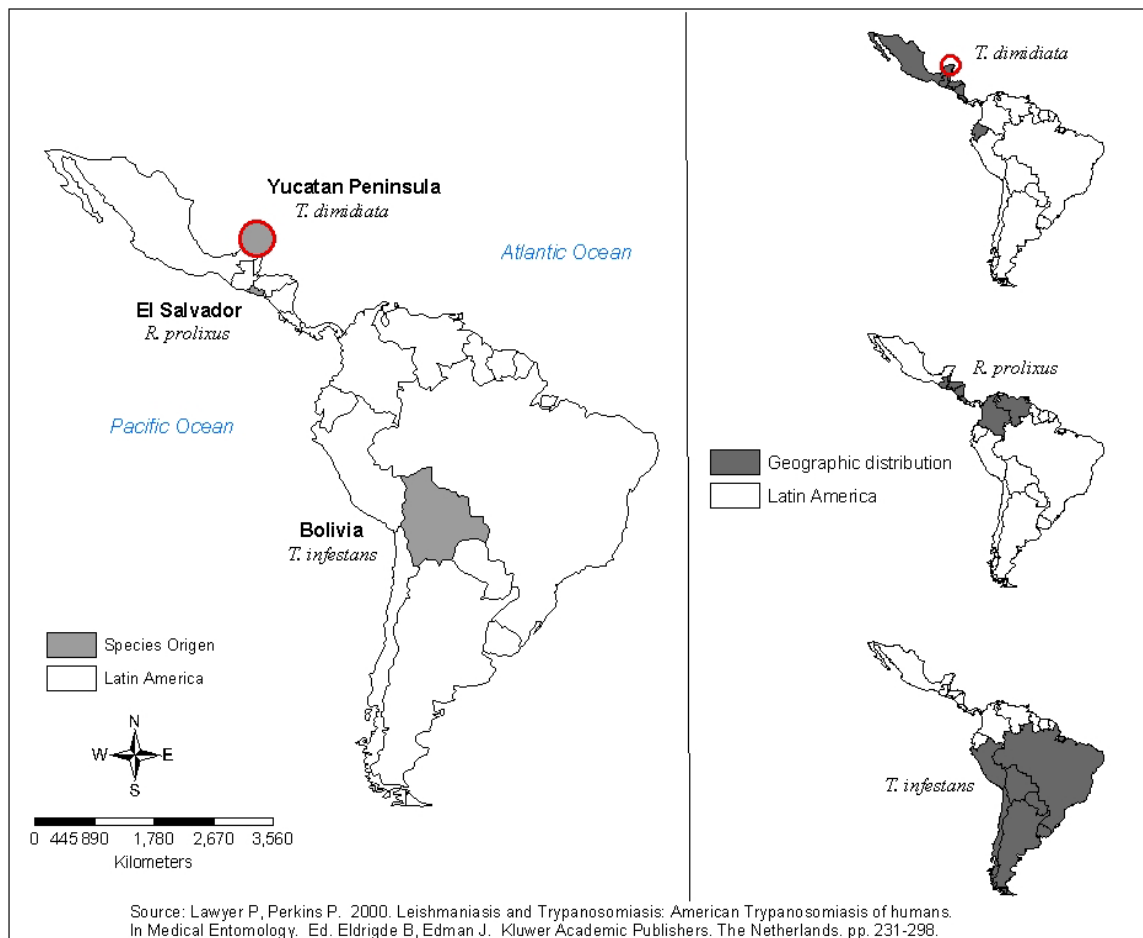 Yucatan Peninsula
T. dimidiata
Atlantic Ocean
El Salvador
R. prolixus
Pacific Ocean
Bolivia
T. infestans
Species Origen
Latin America
N
W E
S
0 445 890 1,780 2,670 3,560
Kilometers
T. dimidiata
R. prolixus
Geographic distribution
Latin America
T. infestans
Source: Lawyer P, Perkins P. 2000. Leishmaniasis and Trypanosomiasis: American Trypanosomiasis of humans.
In Medical Entomology. Ed. Eldrigde B, Edman J. Kluwer Academic Publishers. The Netherlands. pp. 231-298.